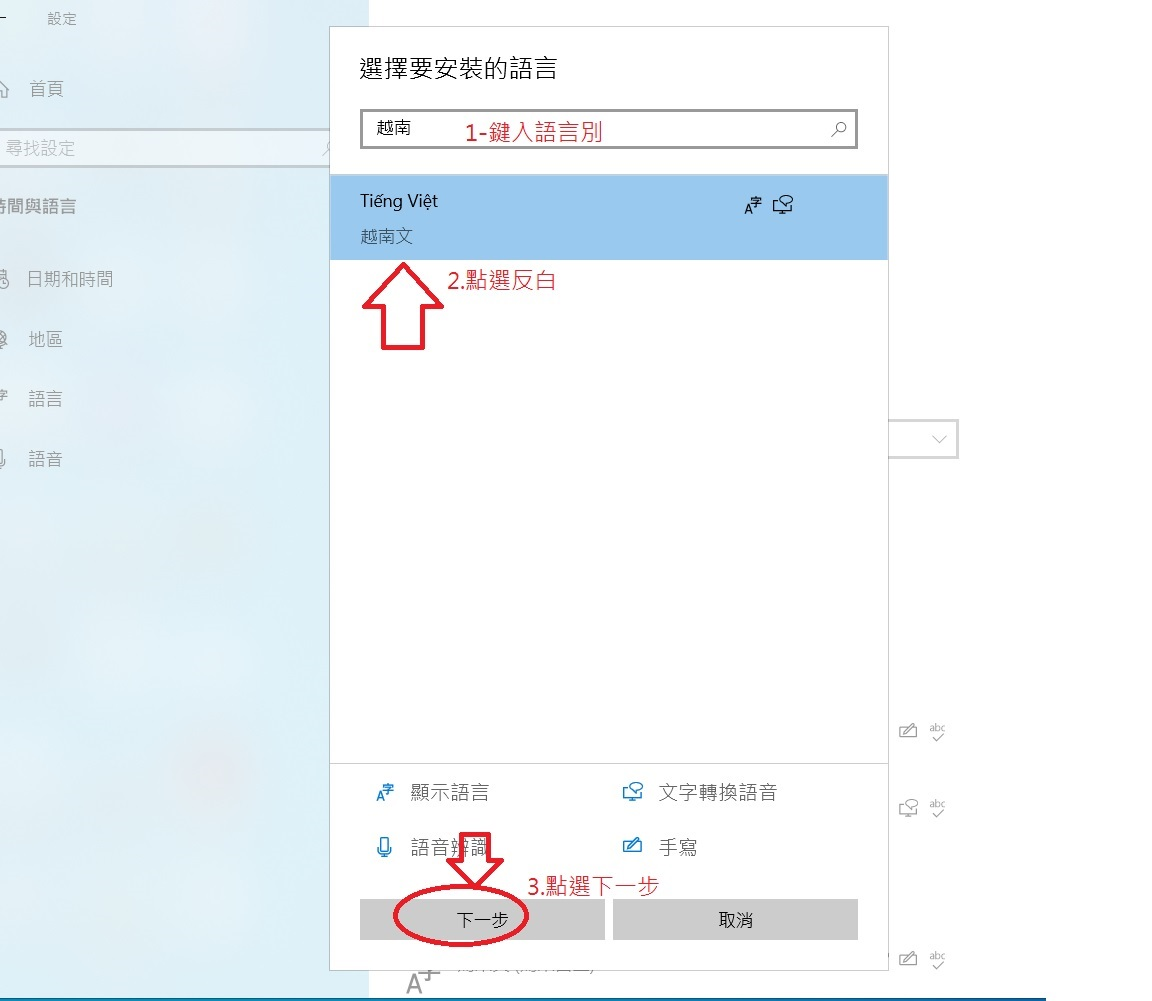 設定
首頁
尋找設定
時間與語言
日期和時間
地區
語言
語音
選擇要安裝的語言
越南
1-鍵入語言別
Tiếng Việt
越南文
2.點選反白
顯示語言
文字轉換語音
語音辨識
手寫
3.點選下一步
下一步
取消
abc
abc
abc